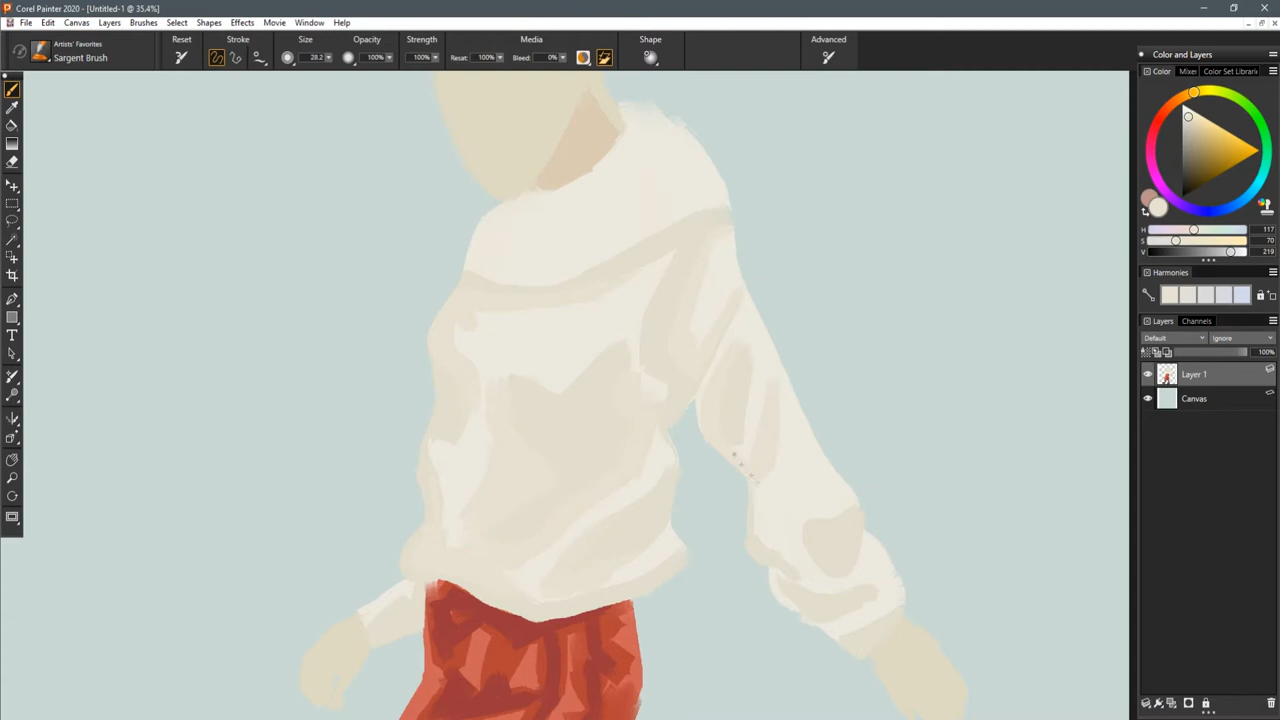 Corel Painter 2020 - [Untitled-1 @ 35.4%]
File Edit Canvas Layers Brushes Select Shapes Effects Movie Window Help
Artists' Favorites
Sargent Brush
Reset
Stroke
Size
28.2
Opacity
100%
Strength
100%
Media
Resat: 100% Bleed: 0%
Shape
Advanced
Color and Layers
Color Mixer Color Set Librari
H 117
S 70
V 219
Harmonies
Layers Channels
Default Ignore
100%
Layer 1
Canvas